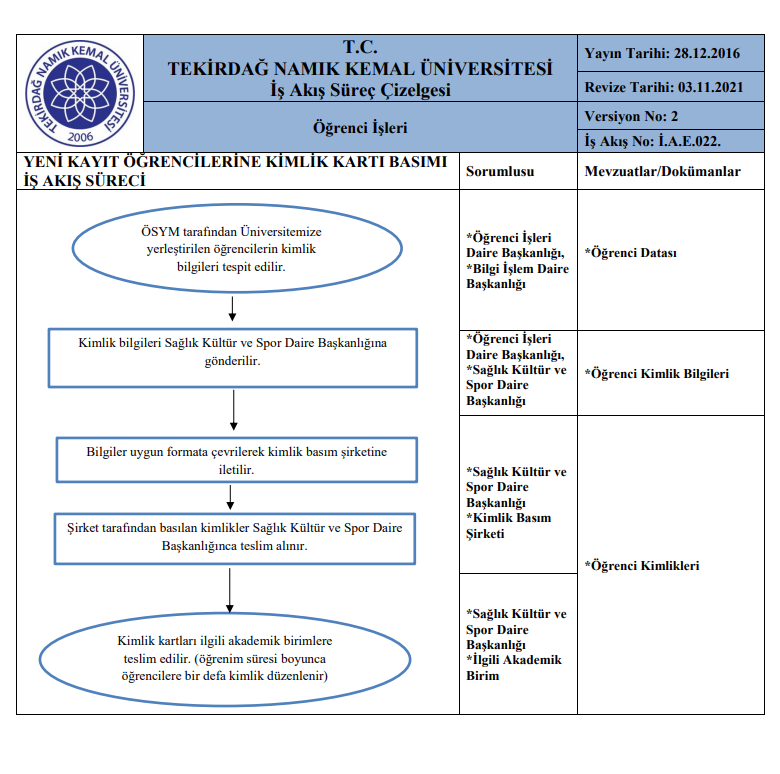 TEKİRDAĞ NAMIK KEMAL ÜNİVERSİTESİ
2006
T.C.
TEKİRDAĞ NAMIK KEMAL ÜNİVERSİTESİ
İş Akış Süreç Çizelgesi
Öğrenci İşleri
Yayın Tarihi: 28.12.2016
Revize Tarihi: 03.11.2021
Versiyon No: 2
İş Akış No: İ.A.E.022.
YENİ KAYIT ÖĞRENCİLERİNE KİMLİK KARTI BASIMI
İŞ AKIŞ SÜRECİ
Sorumlusu
Mevzuatlar/Dokümanlar
ÖSYM tarafından Üniversitemize
yerleştirilen öğrencilerin kimlik
bilgileri tespit edilir.
*Öğrenci İşleri
Daire Başkanlığı,
*Bilgi İşlem Daire
Başkanlığı
*Öğrenci Datası
Kimlik bilgileri Sağlık Kültür ve Spor Daire Başkanlığına
gönderilir.
*Öğrenci İşleri
Daire Başkanlığı,
*Sağlık Kültür ve
Spor Daire
Başkanlığı
*Öğrenci Kimlik Bilgileri
Bilgiler uygun formata çevrilerek kimlik basım şirketine
iletilir.
Şirket tarafından basılan kimlikler Sağlık Kültür ve Spor Daire
Başkanlığınca teslim alınır.
*Sağlık Kültür ve
Spor Daire
Başkanlığı
*Kimlik Basım
Şirketi
*Öğrenci Kimlikleri
Kimlik kartları ilgili akademik birimlere
teslim edilir. (öğrenim süresi boyunca
öğrencilere bir defa kimlik düzenlenir)
*Sağlık Kültür ve
Spor Daire
Başkanlığı
*İlgili Akademik
Birim